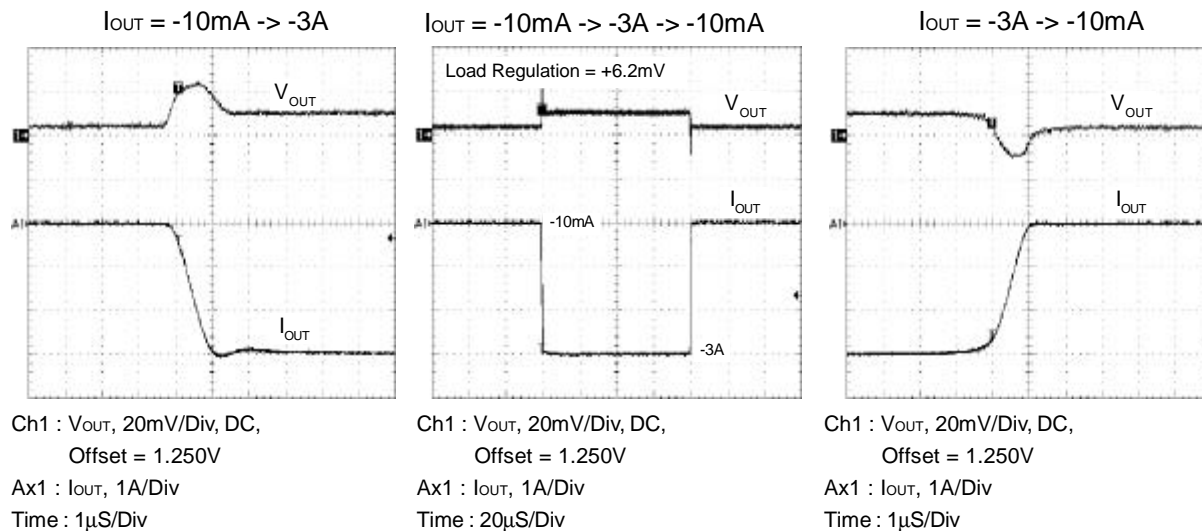 IOUT = -10mA -> -3A
VOUT
IOUT
Ch1 : VOUT, 20mV/Div, DC,
Offset = 1.250V
Ax1 : IOUT, 1A/Div
Time : 1μS/Div
IOUT = -10mA -> -3A -> -10mA
Load Regulation = +6.2mV
VOUT
IOUT
-10mA
-3A
Ch1 : VOUT, 20mV/Div, DC,
Offset = 1.250V
Ax1 : IOUT, 1A/Div
Time : 20μS/Div
IOUT = -3A -> -10mA
VOUT
IOUT
Ch1 : VOUT, 20mV/Div, DC,
Offset = 1.250V
Ax1 : IOUT, 1A/Div
Time : 1μS/Div